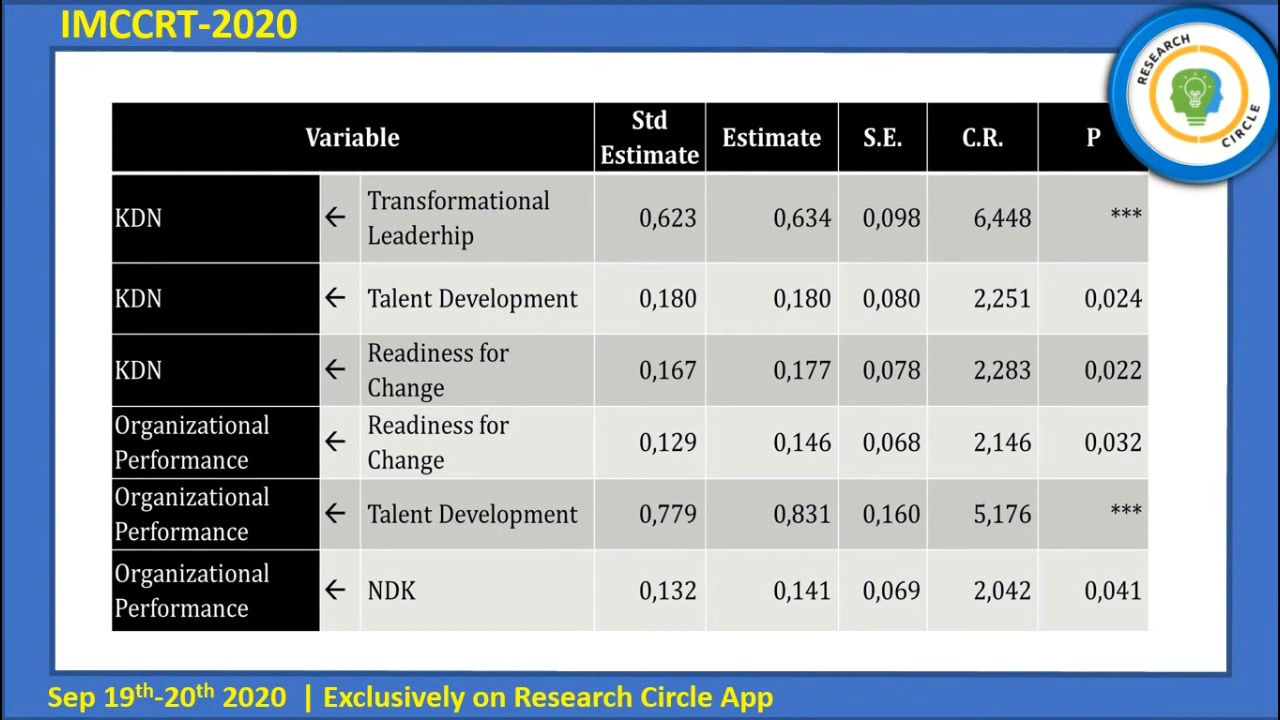 IMCCRT-2020
RESEARCH
CIRCLE
Variable Std Estimate Estimate S.E. C.R. P
KDN ← Transformational Leaderhip 0,623 0,634 0,098 6,448 ***
KDN ← Talent Development 0,180 0,180 0,080 2,251 0,024
KDN ← Readiness for Change 0,167 0,177 0,078 2,283 0,022
Organizational Performance ← Readiness for Change 0,129 0,146 0,068 2,146 0,032
Organizational Performance ← Talent Development 0,779 0,831 0,160 5,176 ***
Organizational Performance ← NDK 0,132 0,141 0,069 2,042 0,041
Sep 19th-20th 2020 | Exclusively on Research Circle App